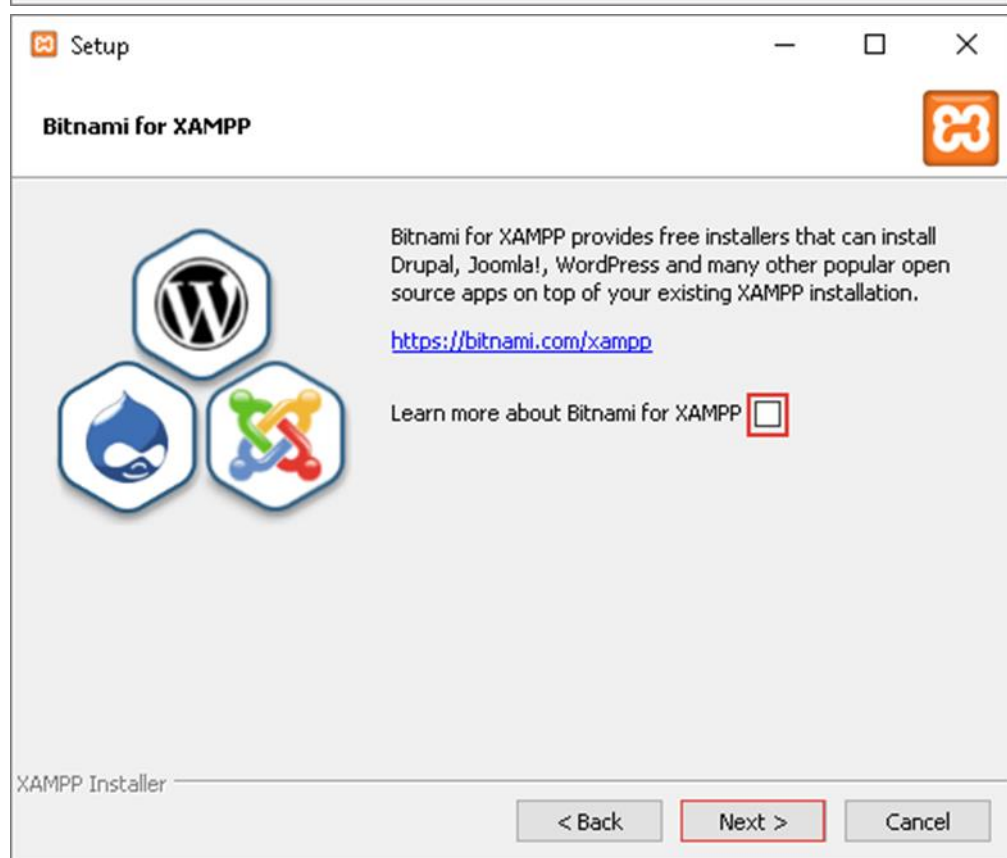 Setup
Bitnami for XAMPP
Bitnami for XAMPP provides free installers that can install
Drupal, Joomla!, WordPress and many other popular open
source apps on top of your existing XAMPP installation.
https://bitnami.com/xampp
Learn more about Bitnami for XAMPP
XAMPP Installer
< Back
Next >
Cancel